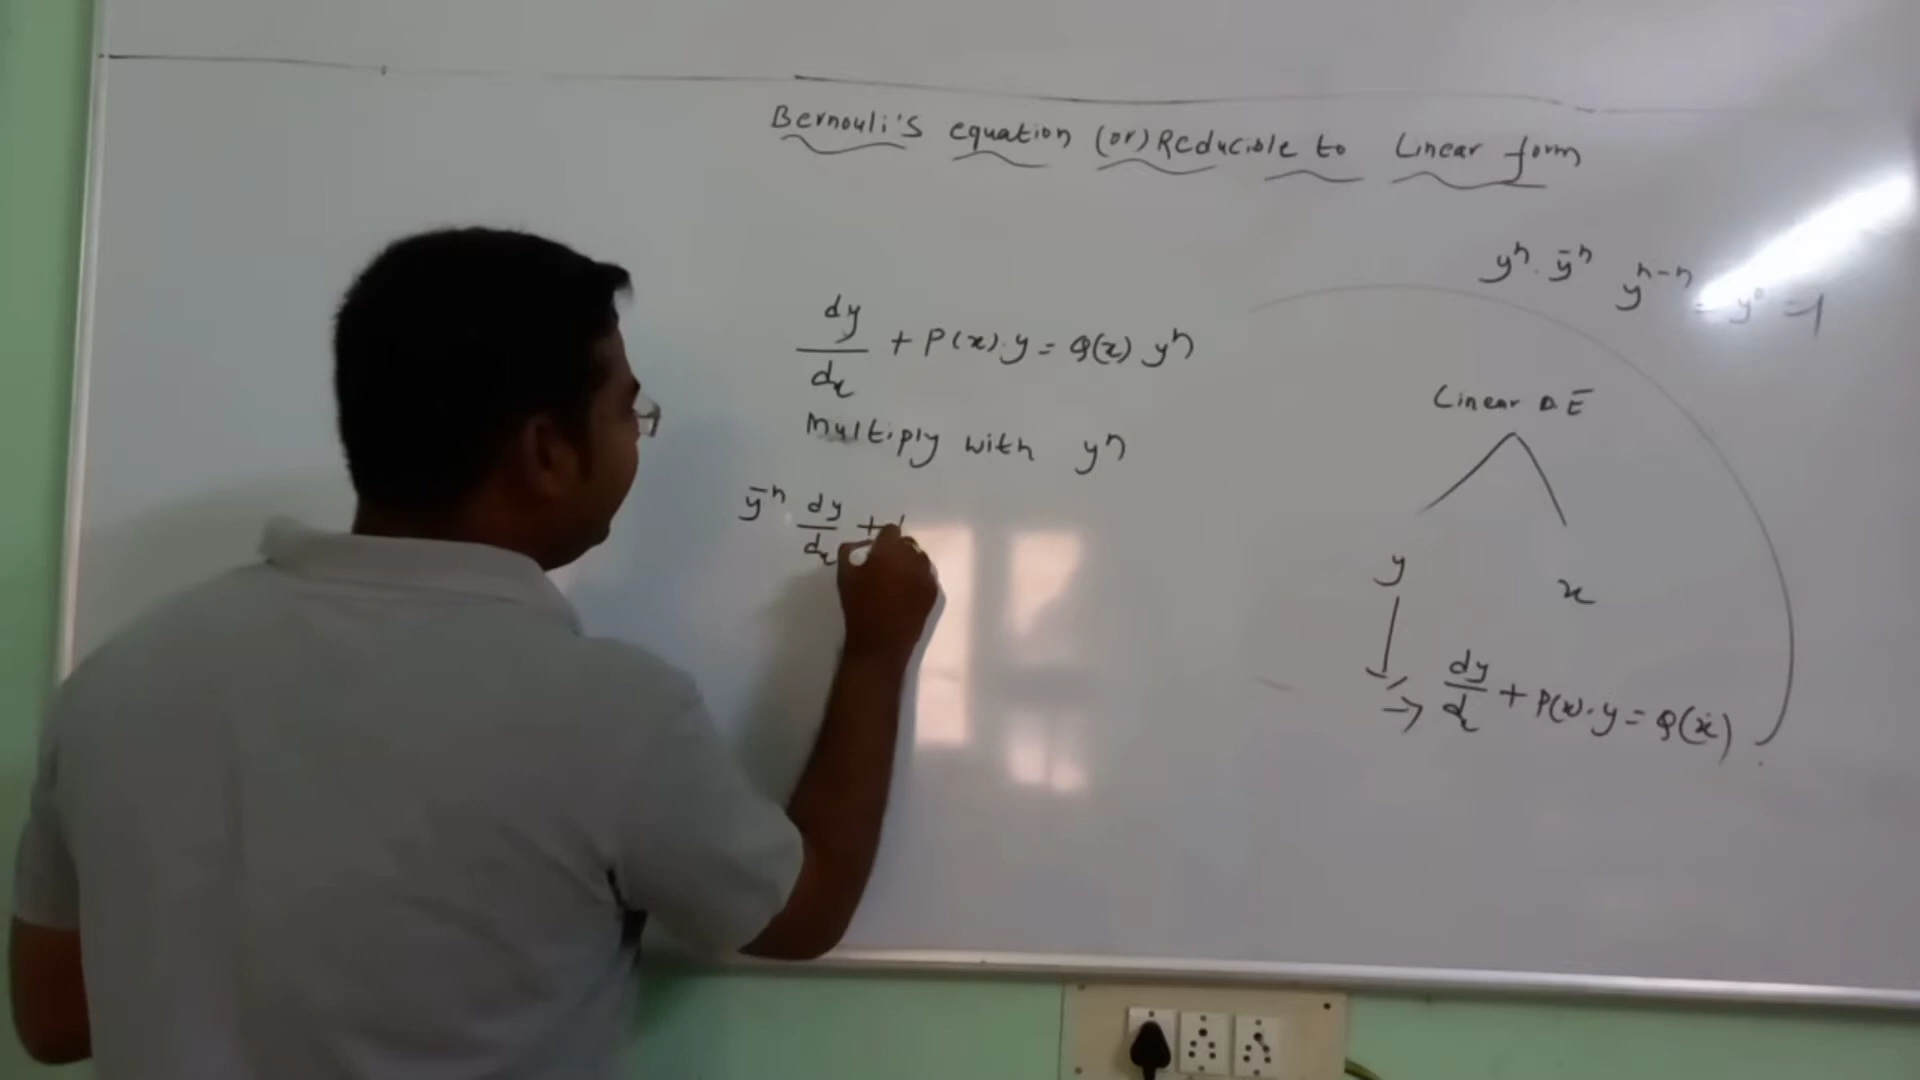 Bernouli's equation (or) Reducible to Linear form
yⁿ · y⁻ⁿ yⁿ⁻ⁿ = y⁰ = 1
dy/dx + P(x)·y = Q(x) yⁿ
Multiply with yⁿ
y⁻ⁿ dy/dx +
Linear D.E
y x
→ dy/dx + P(x)·y = Q(x)